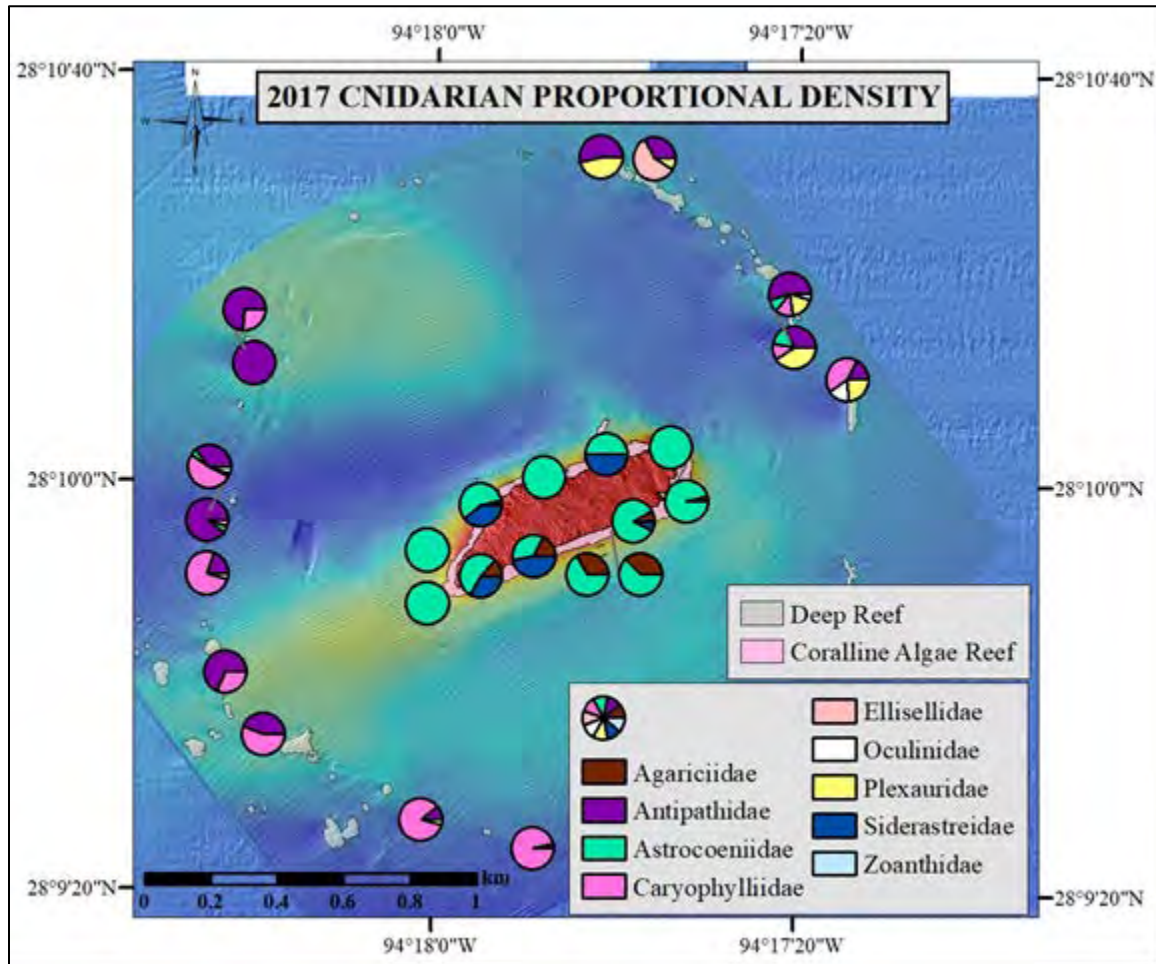 94°18'0"W 94°17'20"W
28°10'40"N 28°10'40"N
2017 CNIDARIAN PROPORTIONAL DENSITY
N
W E
S
28°10'0"N 28°10'0"N
Deep Reef
Coralline Algae Reef
Ellisellidae
Oculinidae
Agariciidae
Plexauridae
Antipathidae
Siderastreidae
Astrocoeniidae
Zoanthidae
Caryophylliidae
km
0 0.2 0.4 0.6 0.8 1
28°9'20"N 28°9'20"N
94°18'0"W 94°17'20"W